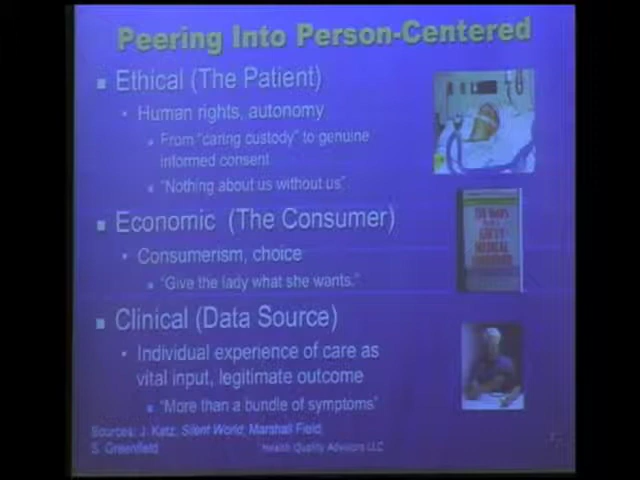 Peering Into Person-Centered
Ethical (The Patient)
Human rights, autonomy
From "caring custody" to genuine
informed consent
"Nothing about us without us"
Economic (The Consumer)
Consumerism, choice
"Give the lady what she wants."
Clinical (Data Source)
Individual experience of care as
vital input, legitimate outcome
"More than a bundle of symptoms"
Sources: J. Katz, Silent World; Marshall Field,
S. Greenfield
Health Quality Advisors LLC
MEDICAL